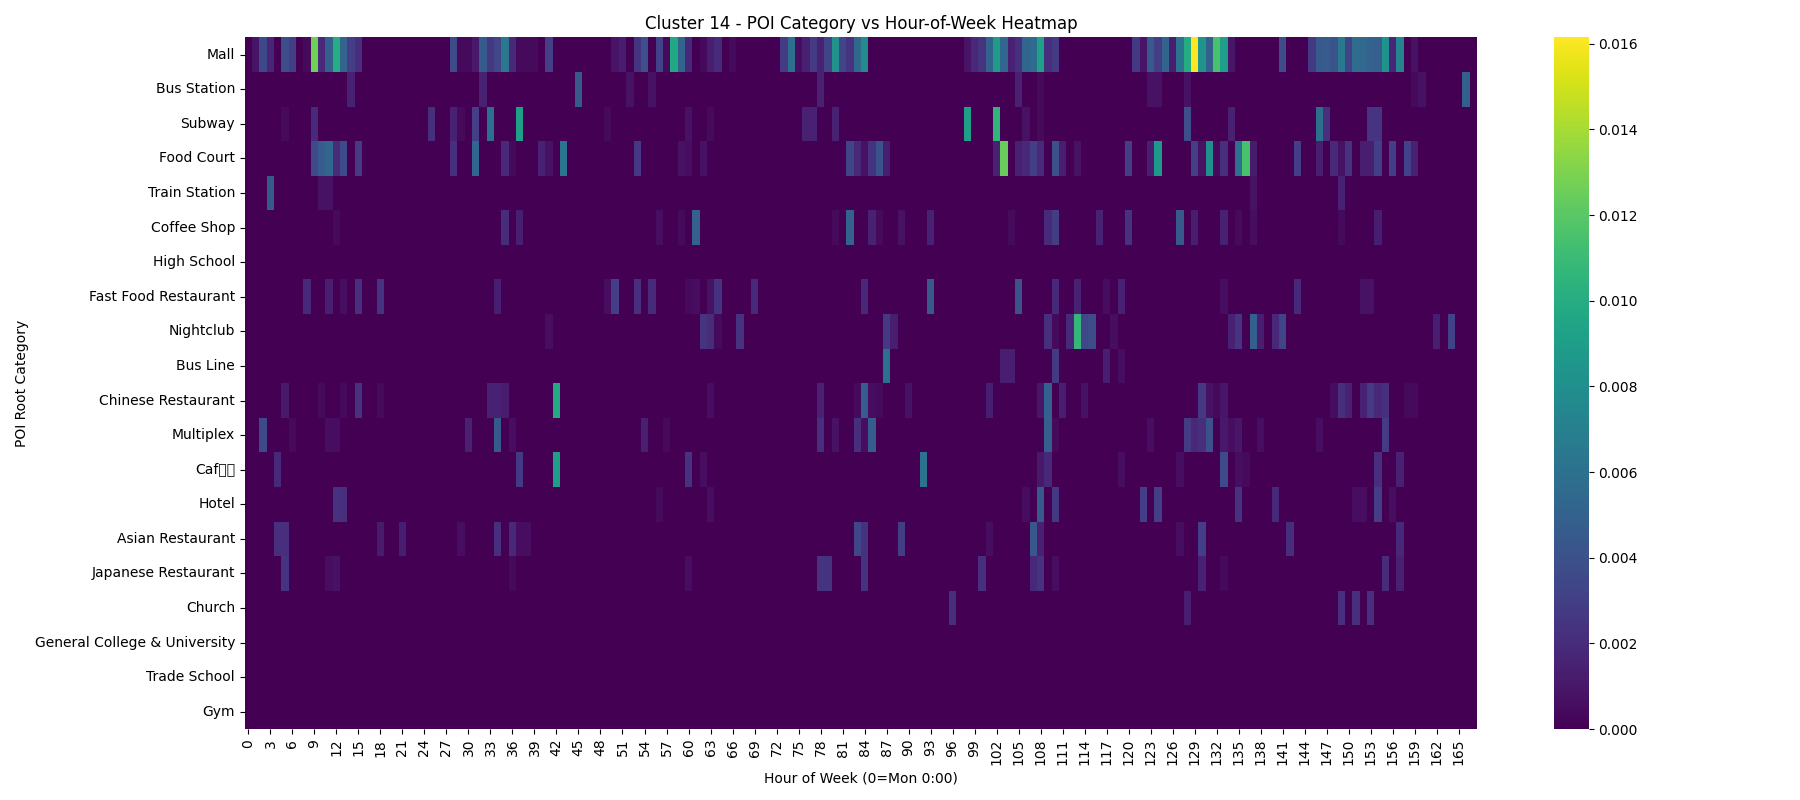 Cluster 14 - POI Category vs Hour-of-Week Heatmap
POI Root Category
Mall
Bus Station
Subway
Food Court
Train Station
Coffee Shop
High School
Fast Food Restaurant
Nightclub
Bus Line
Chinese Restaurant
Multiplex
Caf▯▯
Hotel
Asian Restaurant
Japanese Restaurant
Church
General College & University
Trade School
Gym
0 3 6 9 12 15 18 21 24 27 30 33 36 39 42 45 48 51 54 57 60 63 66 69 72 75 78 81 84 87 90 93 96 99 102 105 108 111 114 117 120 123 126 129 132 135 138 141 144 147 150 153 156 159 162 165
Hour of Week (0=Mon 0:00)
0.016
0.014
0.012
0.010
0.008
0.006
0.004
0.002
0.000